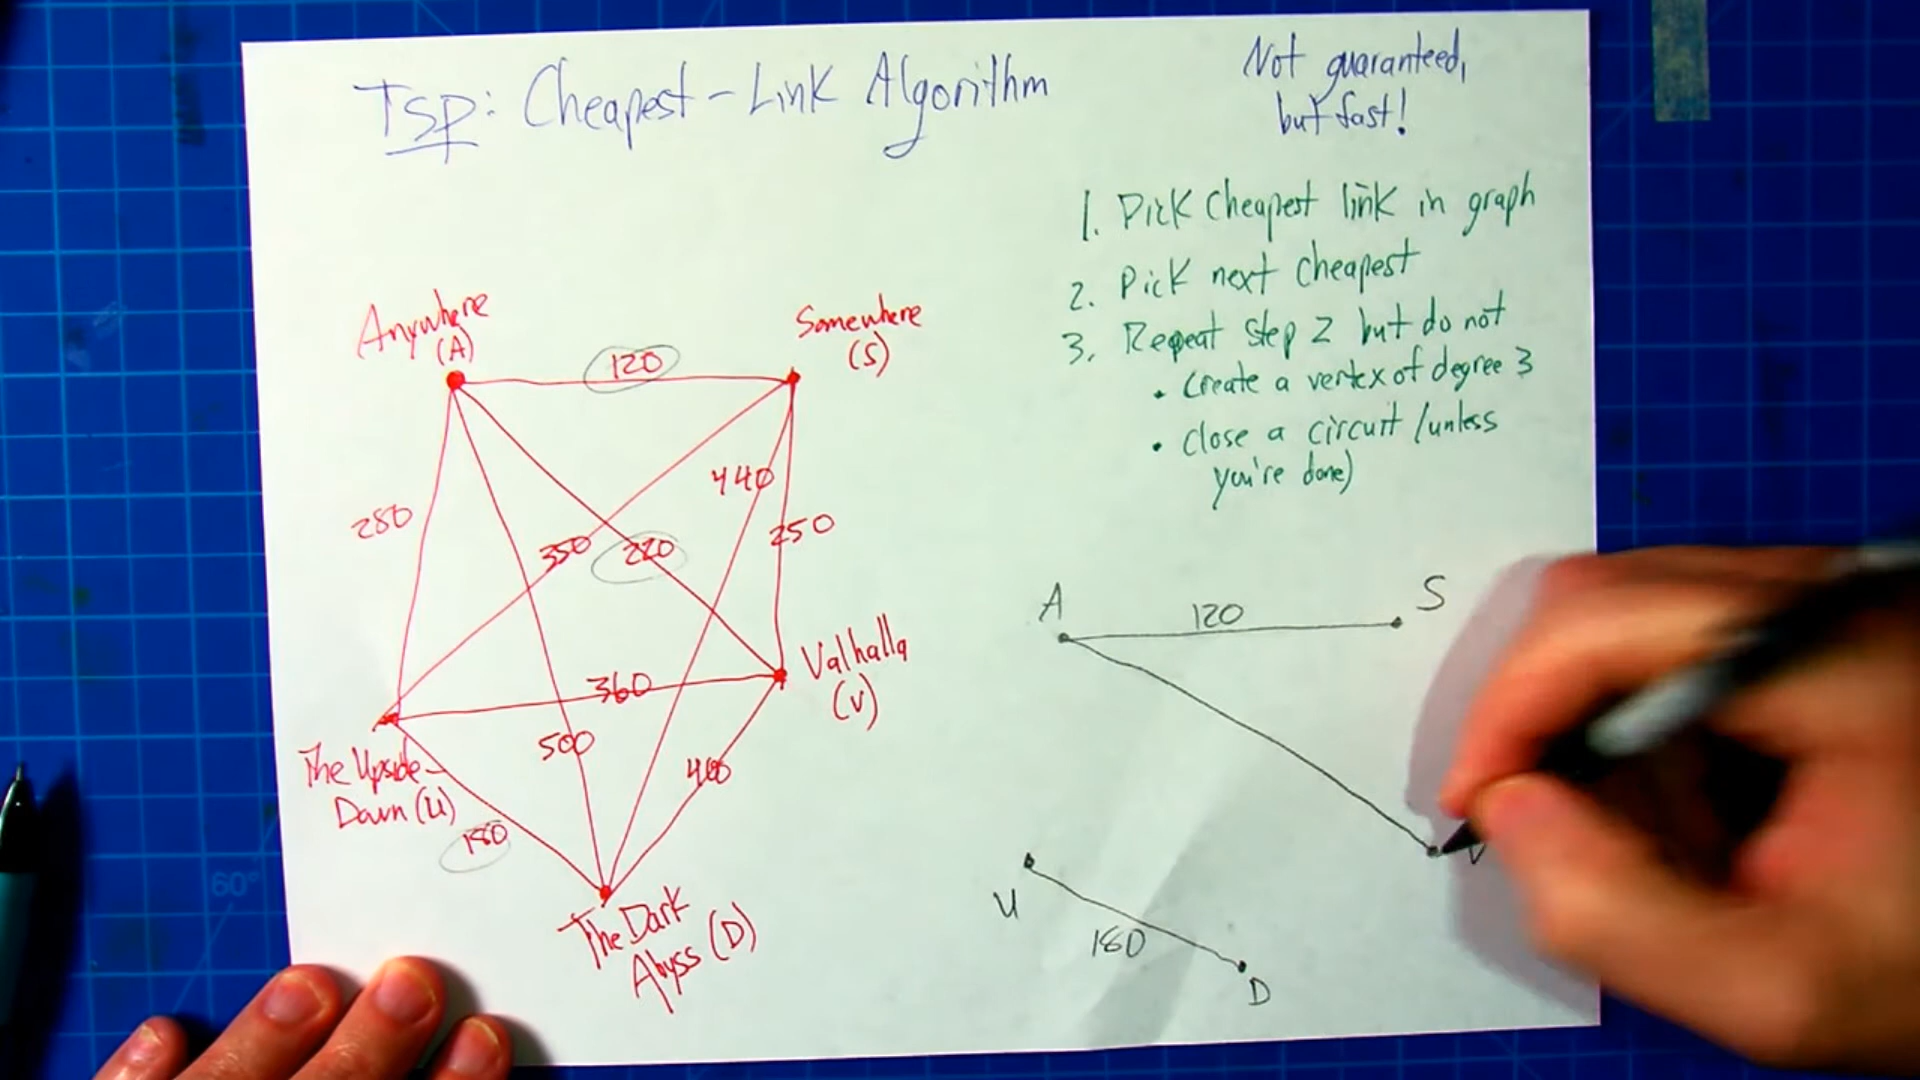 TSP: Cheapest-Link Algorithm
Not guaranteed,
but fast!
1. Pick Cheapest link in graph
2. Pick next Cheapest
3. Repeat Step 2 but do not
• Create a vertex of degree 3
• Close a circuit (unless
you're done)
Anywhere
(A)
Somewhere
(S)
120
280
350
220
440
250
360
500
Valhalla
(V)
The Upside-
Down (U)
180
The Dark
Abyss (D)
A
120
S
V
U
180
D
60°